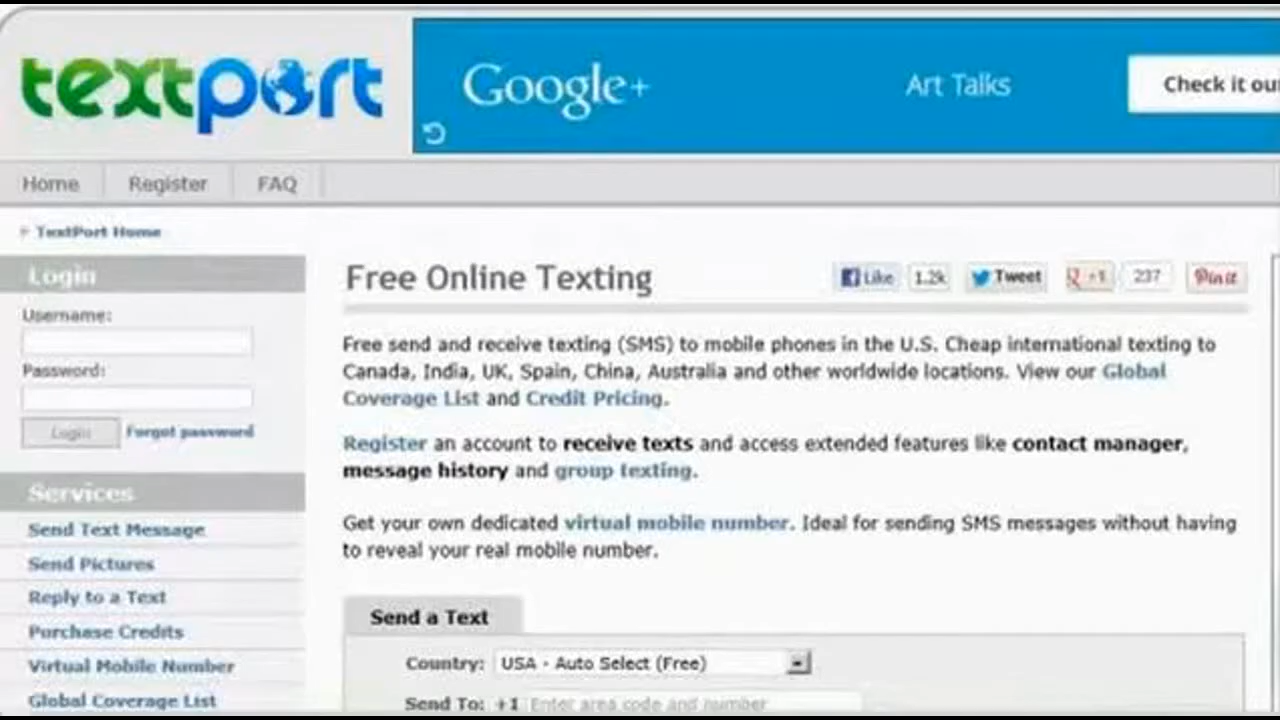 textport
Google+ Art Talks Check it ou
Home Register FAQ
TextPort Home
Login
Username:
Password:
Login Forgot password
Services
Send Text Message
Send Pictures
Reply to a Text
Purchase Credits
Virtual Mobile Number
Global Coverage List
Free Online Texting
Like 1.2k Tweet +1 237 Pin it
Free send and receive texting (SMS) to mobile phones in the U.S. Cheap international texting to
Canada, India, UK, Spain, China, Australia and other worldwide locations. View our Global
Coverage List and Credit Pricing.
Register an account to receive texts and access extended features like contact manager,
message history and group texting.
Get your own dedicated virtual mobile number. Ideal for sending SMS messages without having
to reveal your real mobile number.
Send a Text
Country: USA - Auto Select (Free)
Send To: +1 Enter area code and number